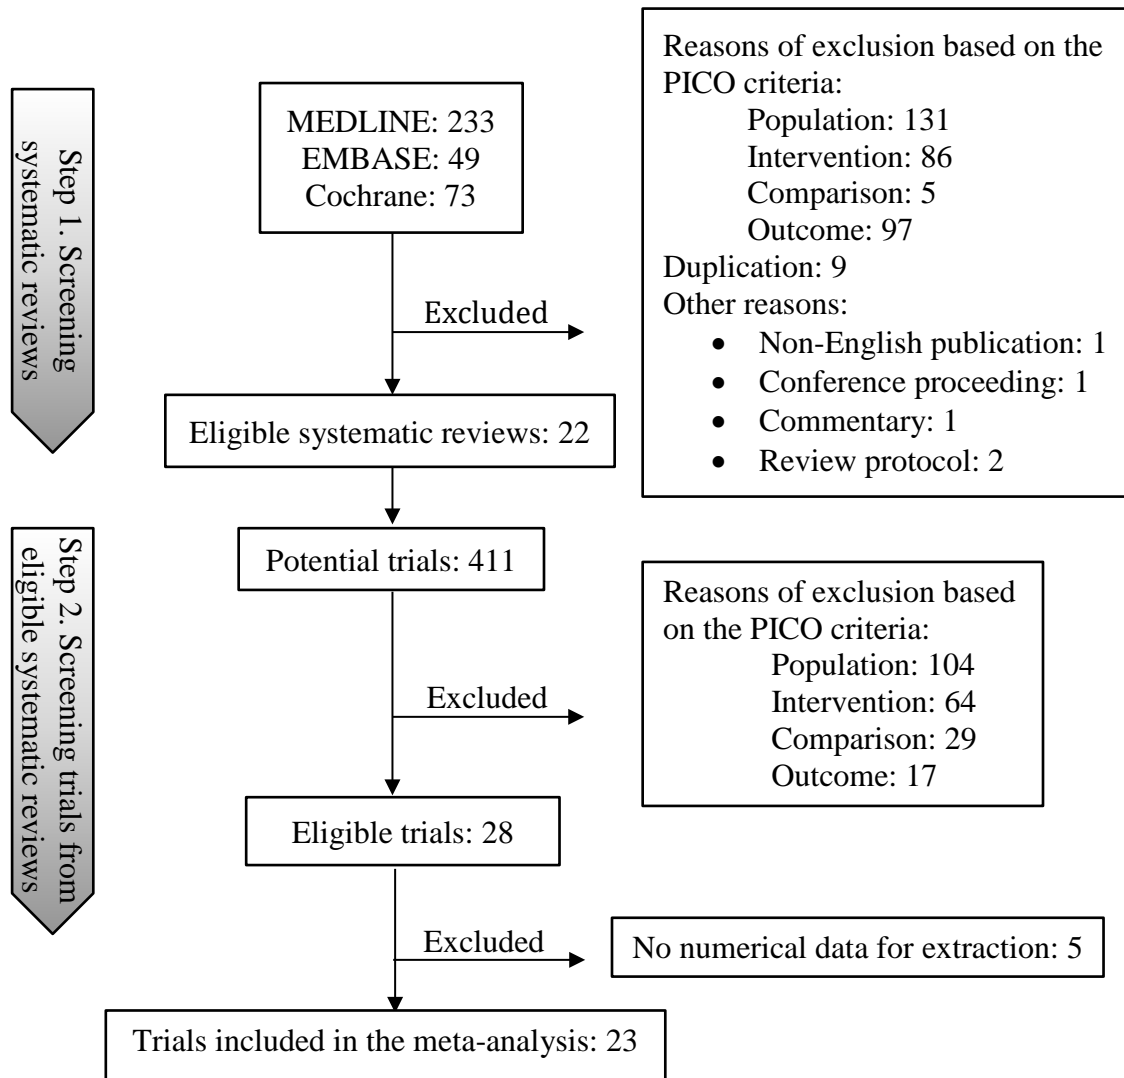 Step 1. Screening
systematic reviews
MEDLINE: 233
EMBASE: 49
Cochrane: 73
Excluded
Reasons of exclusion based on the
PICO criteria:
Population: 131
Intervention: 86
Comparison: 5
Outcome: 97
Duplication: 9
Other reasons:
• Non-English publication: 1
• Conference proceeding: 1
• Commentary: 1
• Review protocol: 2
Eligible systematic reviews: 22
Step 2. Screening trials from
eligible systematic reviews
Potential trials: 411
Excluded
Reasons of exclusion based
on the PICO criteria:
Population: 104
Intervention: 64
Comparison: 29
Outcome: 17
Eligible trials: 28
Excluded
No numerical data for extraction: 5
Trials included in the meta-analysis: 23